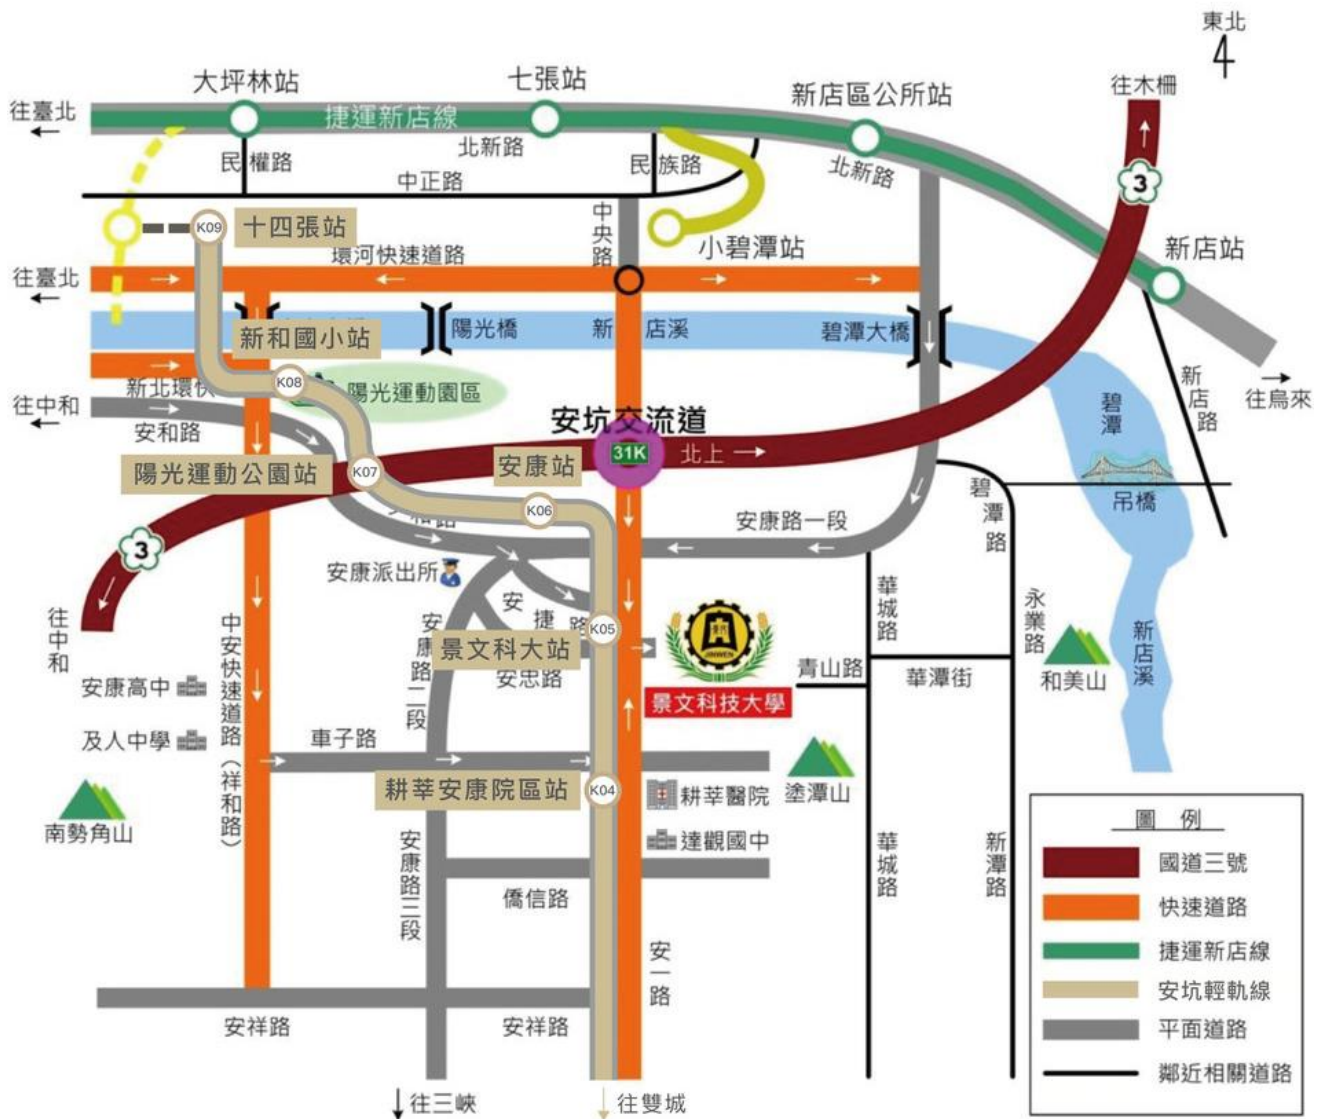 東北
4
往木柵
大坪林站
七張站
新店區公所站
往臺北
捷運新店線
北新路
民權路
民族路
北新路
中正路
3
K09
十四張站
中央路
小碧潭站
新店站
環河快速道路
往臺北
新和國小站
陽光橋
新店溪
碧潭大橋
新店路
往烏來
K08
陽光運動園區
新北環快
往中和
安和路
安坑交流道
碧潭
31K
北上
陽光運動公園站
K07
安康站
K06
吊橋
碧潭路
安康路一段
3
往中和
安康派出所
安捷路
K05
景文科大站
安康路二段
安忠路
JINWEN
景文科技大學
華城路
永業路
青山路
華潭街
和美山
新店溪
中安快速道路(祥和路)
安康高中
及人中學
車子路
南勢角山
耕莘安康院區站
K04
耕莘醫院
塗潭山
達觀國中
安康路三段
僑信路
華城路
新潭路
安一路
安祥路
安祥路
往三峽
往雙城
圖 例
國道三號
快速道路
捷運新店線
安坑輕軌線
平面道路
鄰近相關道路